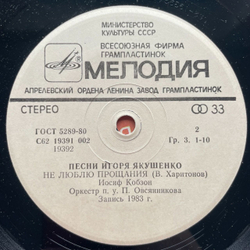 МИНИСТЕРСТВО
КУЛЬТУРЫ СССР
ВСЕСОЮЗНАЯ ФИРМА
ГРАМПЛАСТИНОК
МЕЛОДИЯ
АПРЕЛЕВСКИЙ ОРДЕНА ЛЕНИНА ЗАВОД ГРАМПЛАСТИНОК
СТЕРЕО 33
ГОСТ 5289-80 2
С62 19391 002 Гр. 3. 1-10
19392
ПЕСНИ ИГОРЯ ЯКУШЕНКО
НЕ ЛЮБЛЮ ПРОЩАНИЯ (В. Харитонов)
Иосиф Кобзон
Оркестр п/у П. Овсянникова
Запись 1983 г.